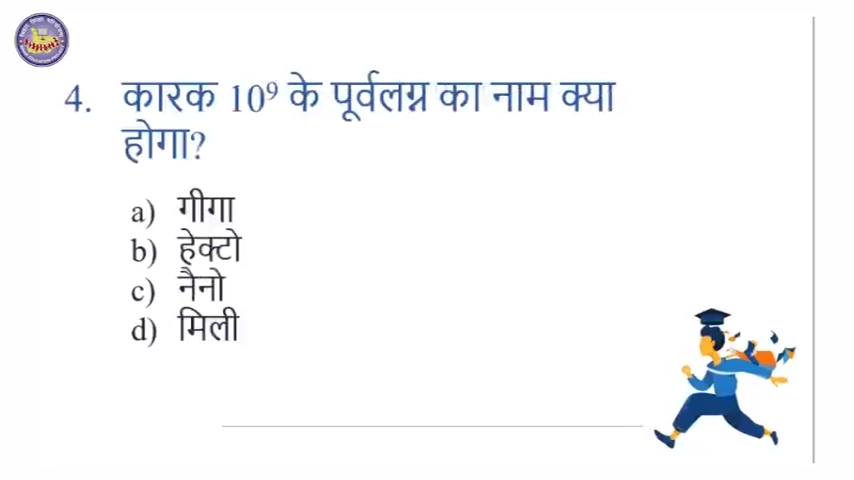 4. कारक 10⁹ के पूर्वलग्न का नाम क्या
होगा?
a) गीगा
b) हेक्टो
c) नैनो
d) मिली